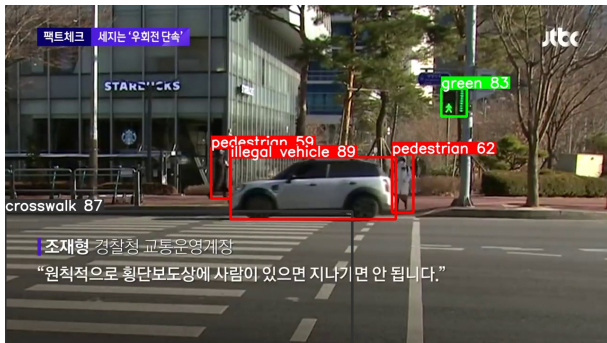 팩트체크 세지는 '우회전 단속'
jtbc
green 83
STARBUCKS
pedestrian 59
illegal vehicle 89
pedestrian 62
crosswalk 87
조재형 경찰청 교통운영계장
“원칙적으로 횡단보도상에 사람이 있으면 지나기면 안 됩니다.”